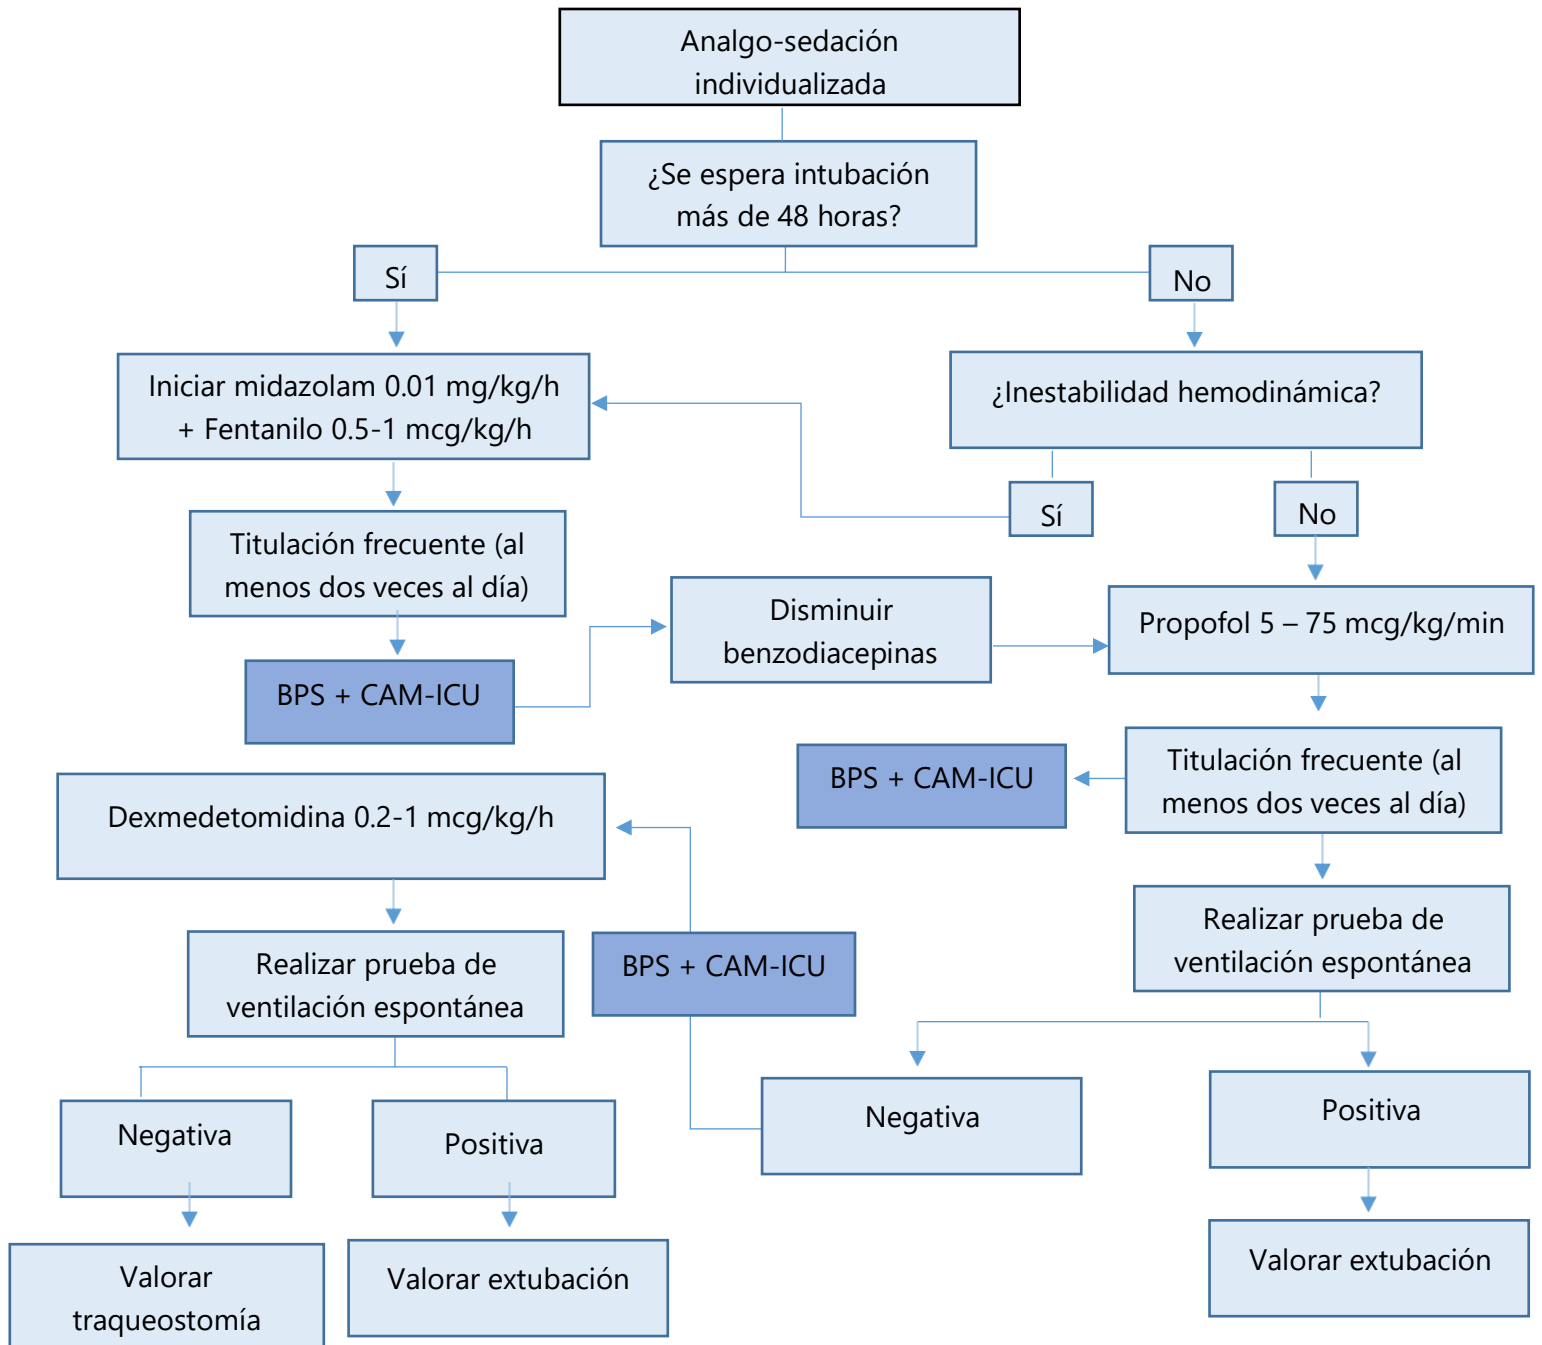 Analgo-sedación
individualizada
¿Se espera intubación
más de 48 horas?
Sí
No
Iniciar midazolam 0.01 mg/kg/h
+ Fentanilo 0.5-1 mcg/kg/h
¿Inestabilidad hemodinámica?
Sí
No
Titulación frecuente (al
menos dos veces al día)
Disminuir
benzodiacepinas
Propofol 5 – 75 mcg/kg/min
BPS + CAM-ICU
BPS + CAM-ICU
Titulación frecuente (al
menos dos veces al día)
Dexmedetomidina 0.2-1 mcg/kg/h
Realizar prueba de
ventilación espontánea
BPS + CAM-ICU
Realizar prueba de
ventilación espontánea
Negativa
Positiva
Negativa
Positiva
Valorar
traqueostomía
Valorar extubación
Valorar extubación